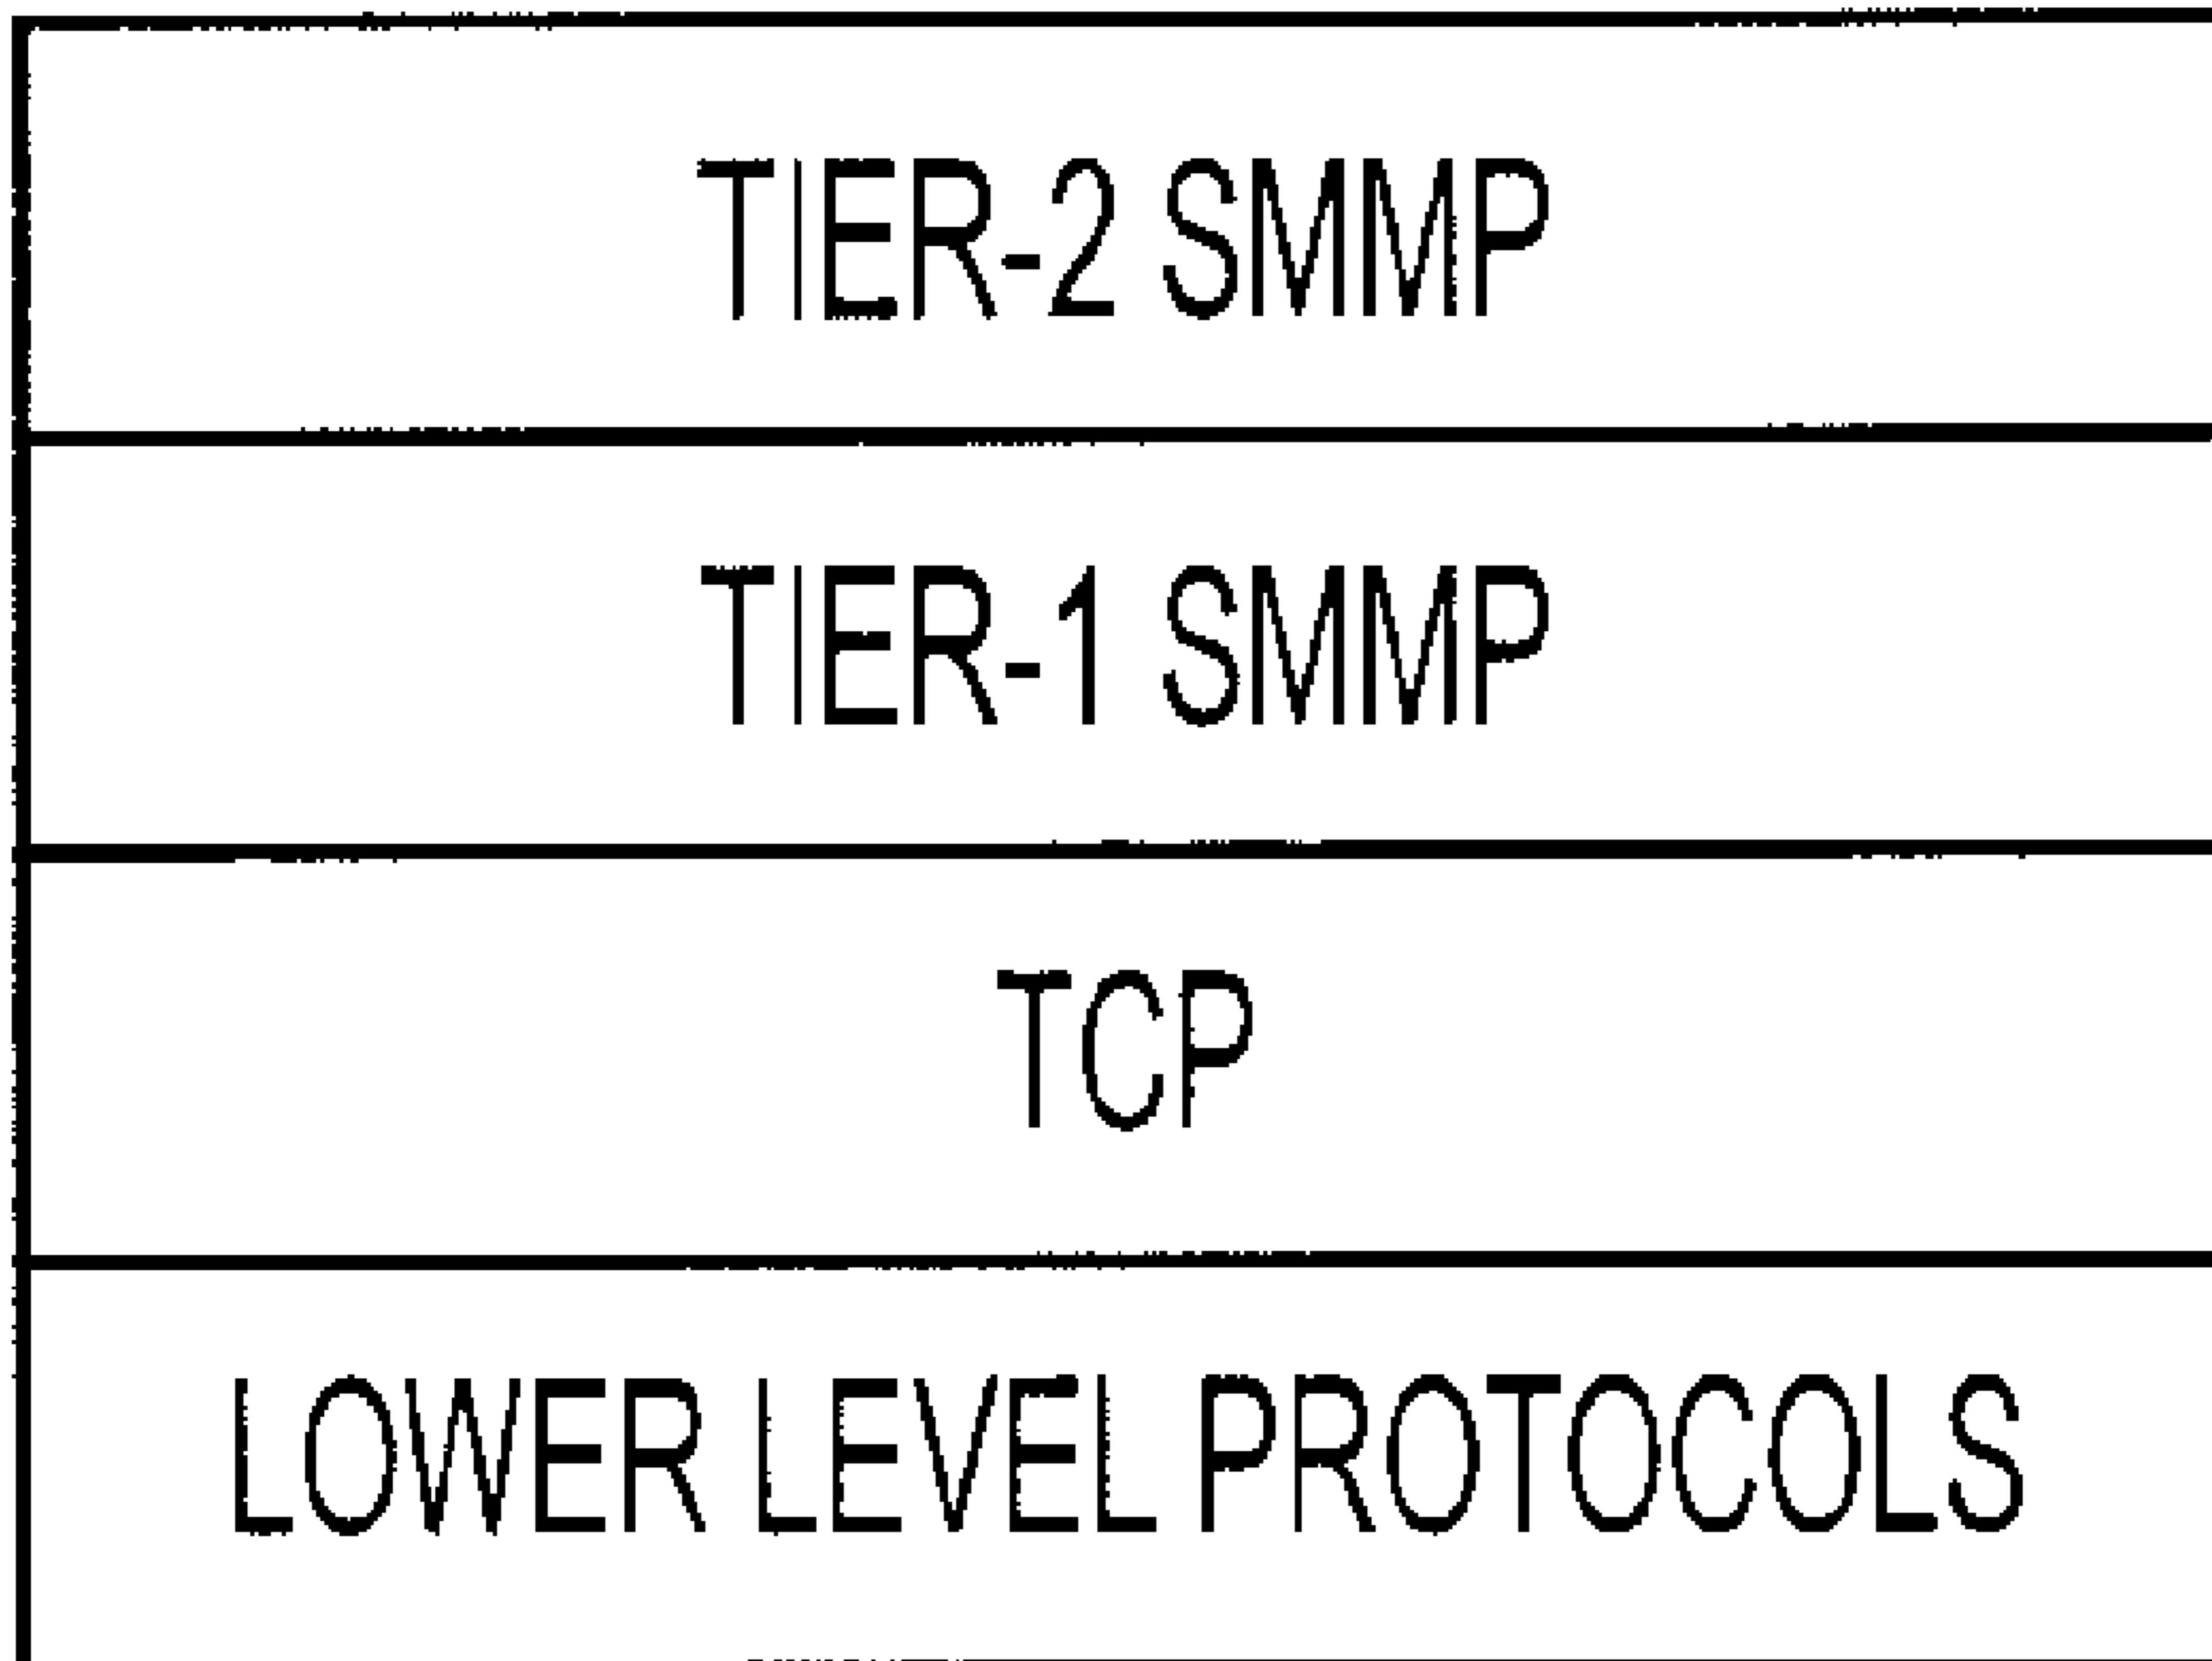 TIER-2 SMMP
TIER-1 SMMP
TCP
LOWER LEVEL PROTOCOLS